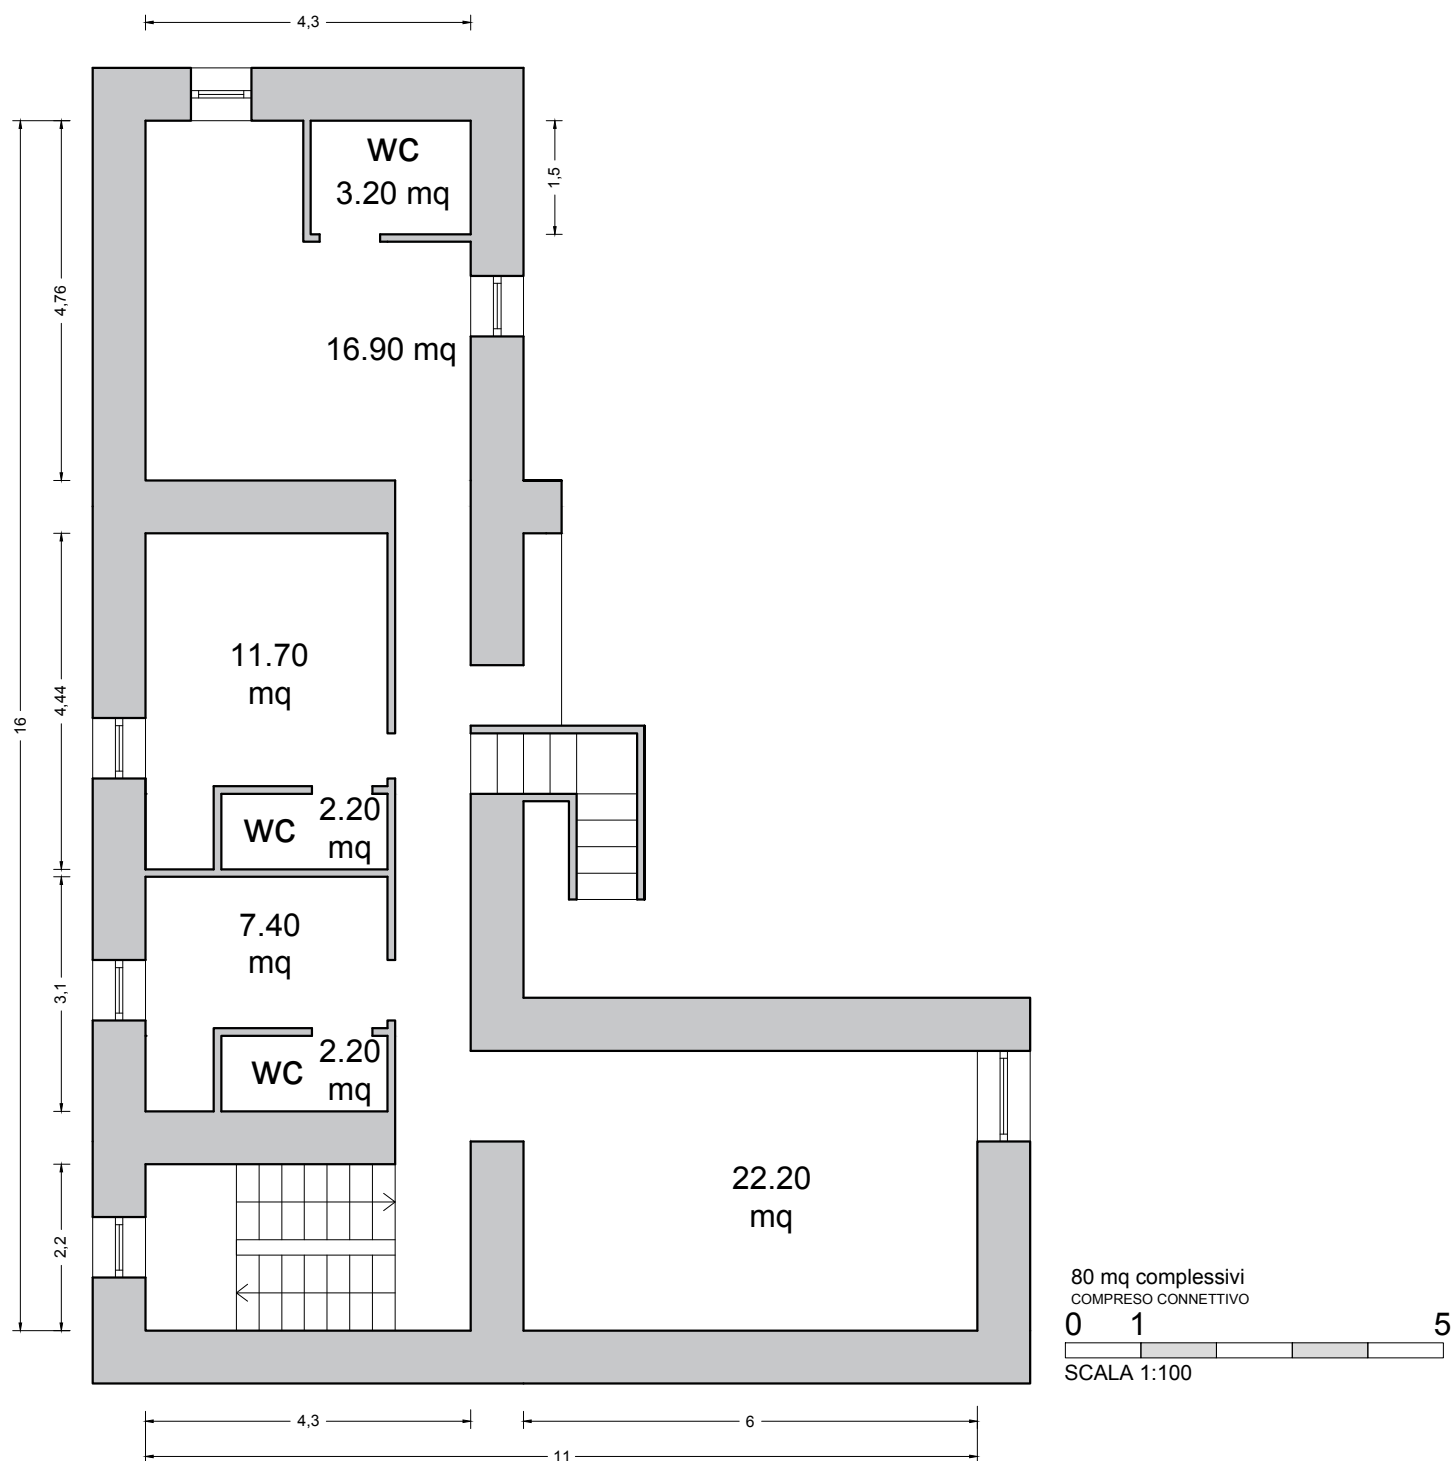 4,3
WC
3.20 mq
1,5
4,76
16.90 mq
11.70
mq
4,44
16
2.20
WC
mq
7.40
mq
3,1
2.20
WC
mq
22.20
mq
2,2
80 mq complessivi
COMPRESO CONNETTIVO
0 1 5
SCALA 1:100
4,3
6
11